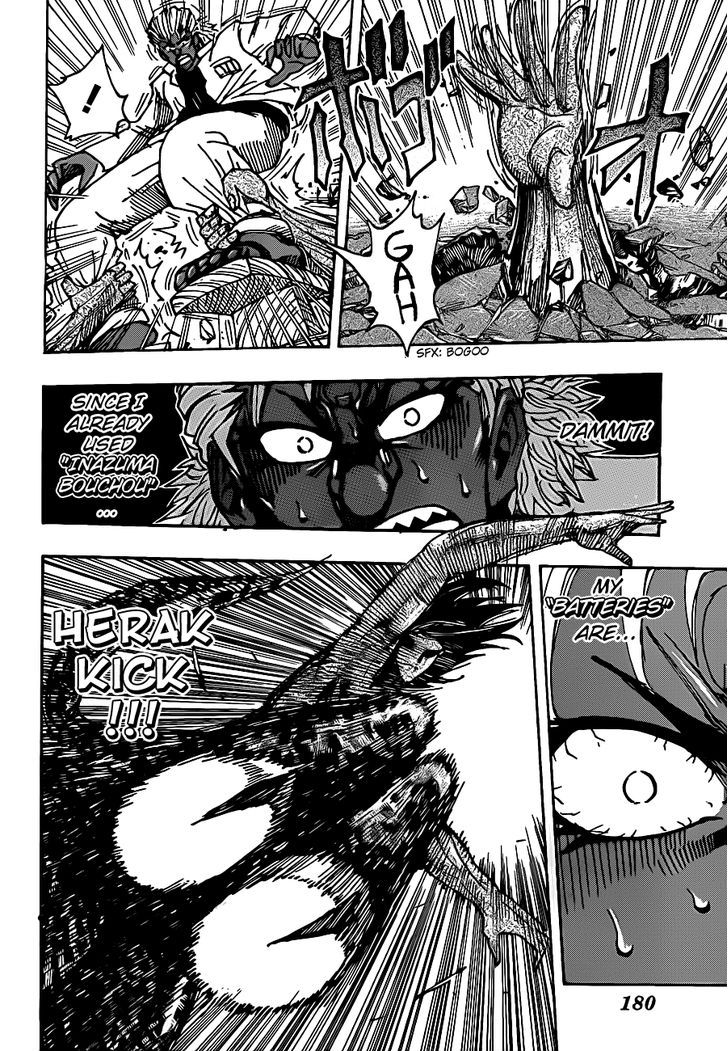 ボゴオ
GAH
SFX: BOGOO
!
DAMMIT!
SINCE I
ALREADY
USED
"INAZUMA
BOUCHOU"
...
MY
"BATTERIES"
ARE...
HERAK
KICK
!!!
180